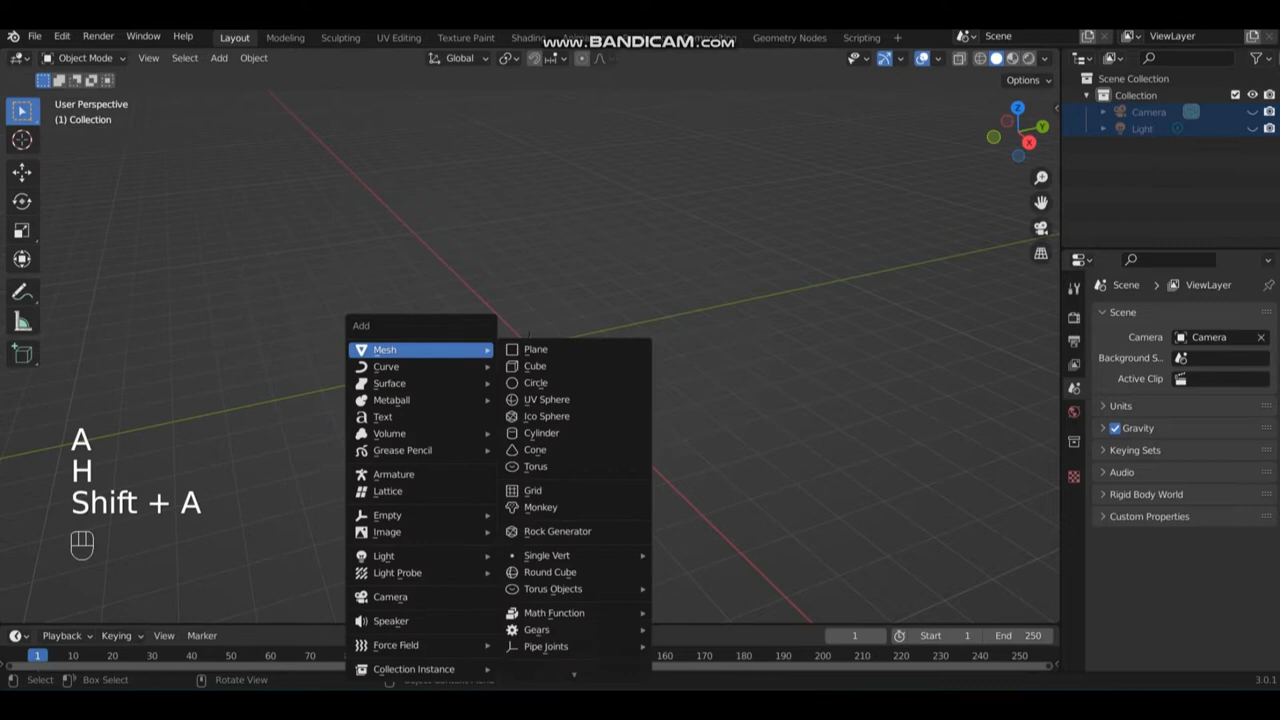 File Edit Render Window Help Layout Modeling Sculpting UV Editing Texture Paint Shading Geometry Nodes Scripting + Scene ViewLayer
www.BANDICAM.com
Object Mode View Select Add Object Global
Options
User Perspective
(1) Collection
Z
Y
X
Scene Collection
Collection
Camera
Light
Scene > ViewLayer
Scene
Camera Camera
Background S...
Active Clip
Units
Gravity
Keying Sets
Audio
Rigid Body World
Custom Properties
Add
Mesh
Curve
Surface
Metaball
Text
Volume
Grease Pencil
Armature
Lattice
Empty
Image
Light
Light Probe
Camera
Speaker
Force Field
Collection Instance
Plane
Cube
Circle
UV Sphere
Ico Sphere
Cylinder
Cone
Torus
Grid
Monkey
Rock Generator
Single Vert
Round Cube
Torus Objects
Math Function
Gears
Pipe Joints
A
H
Shift + A
Playback Keying View Marker 1 Start 1 End 250
1 10 20 30 40 50 60 70 80 160 170 180 190 200 210 220 230 240 250
Select Box Select Rotate View 3.0.1